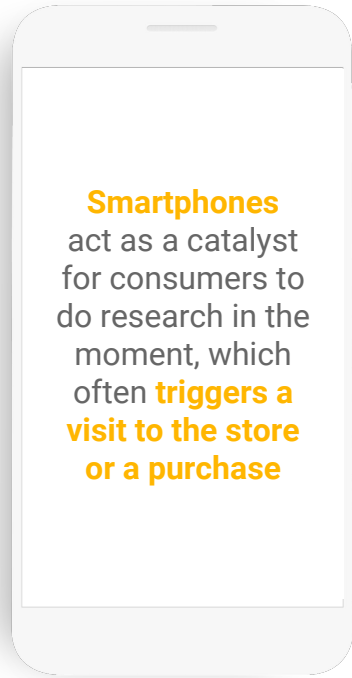 Smartphones
act as a catalyst
for consumers to
do research in the
moment, which
often triggers a
visit to the store
or a purchase